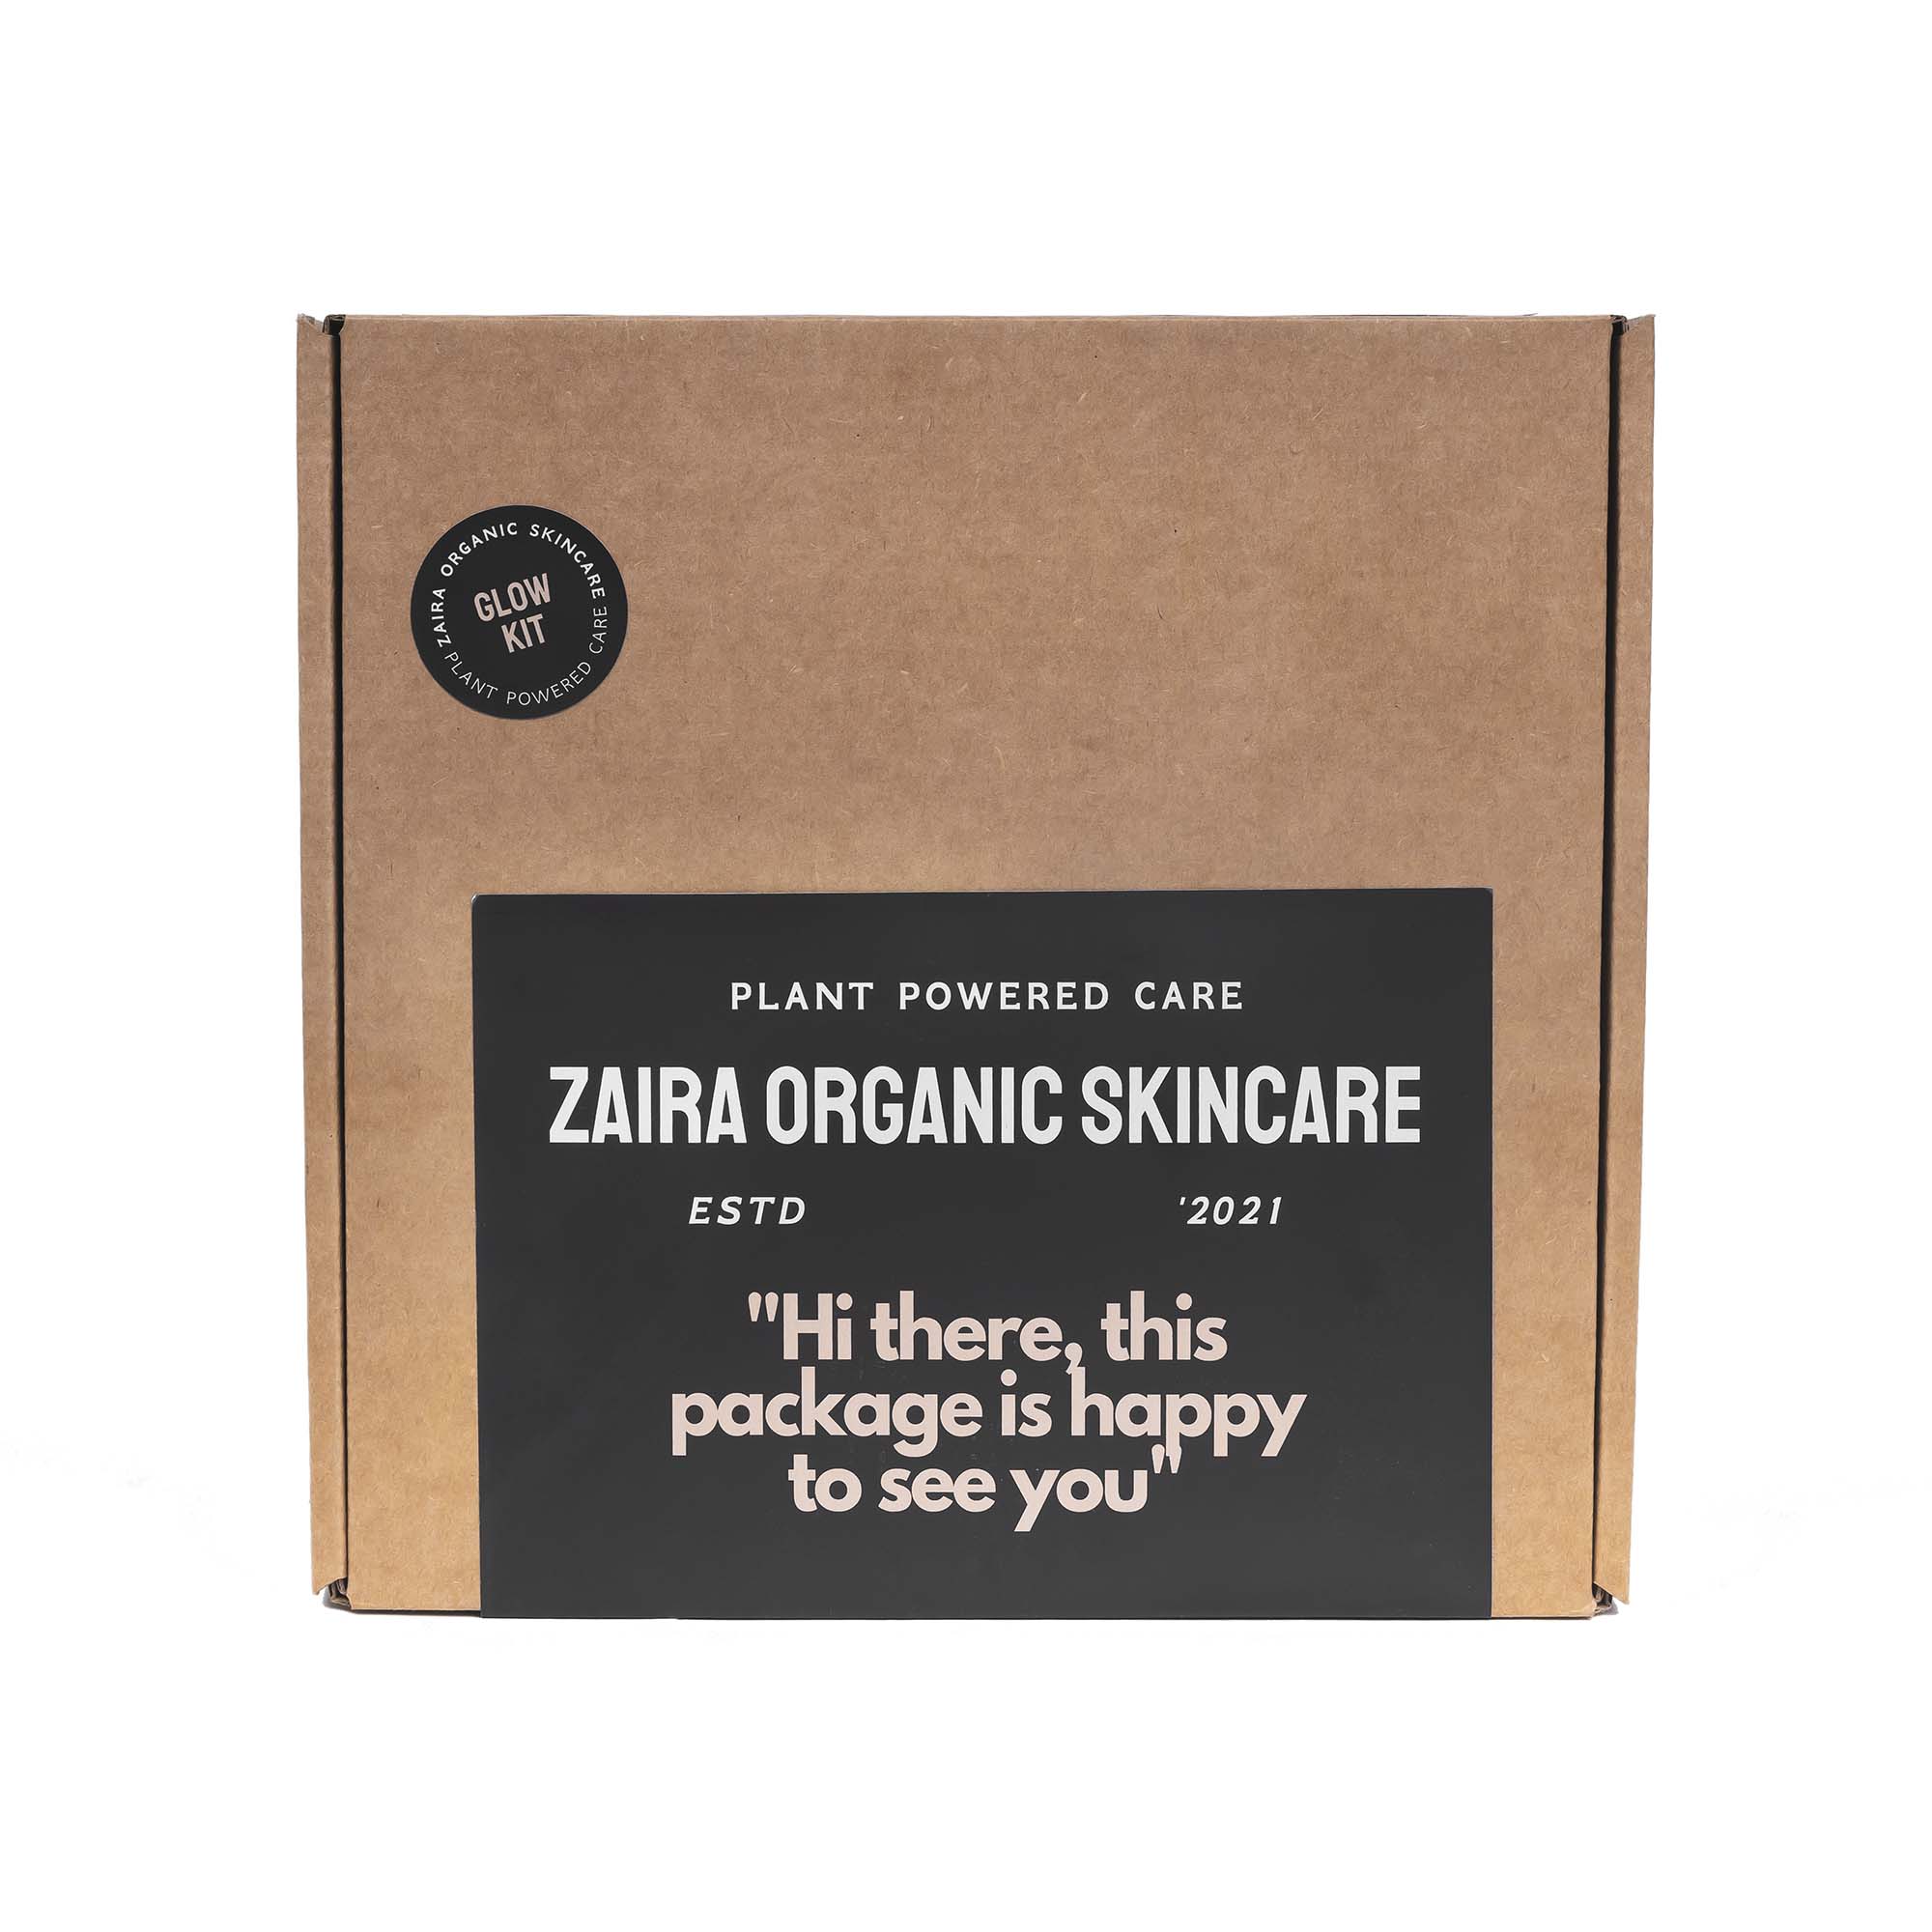 ZAIRA ORGANIC SKINCARE
GLOW
KIT
PLANT POWERED CARE
PLANT POWERED CARE
ZAIRA ORGANIC SKINCARE
ESTD '2021
"Hi there, this
package is happy
to see you"